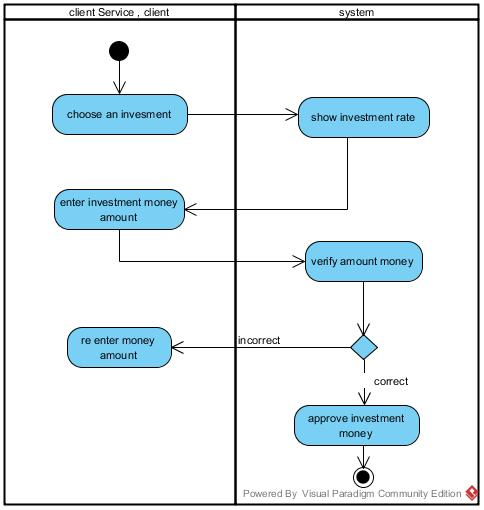 client Service , client
system
choose an invesment
show investment rate
enter investment money
amount
verify amount money
re enter money
amount
incorrect
correct
approve investment
money
Powered By Visual Paradigm Community Edition